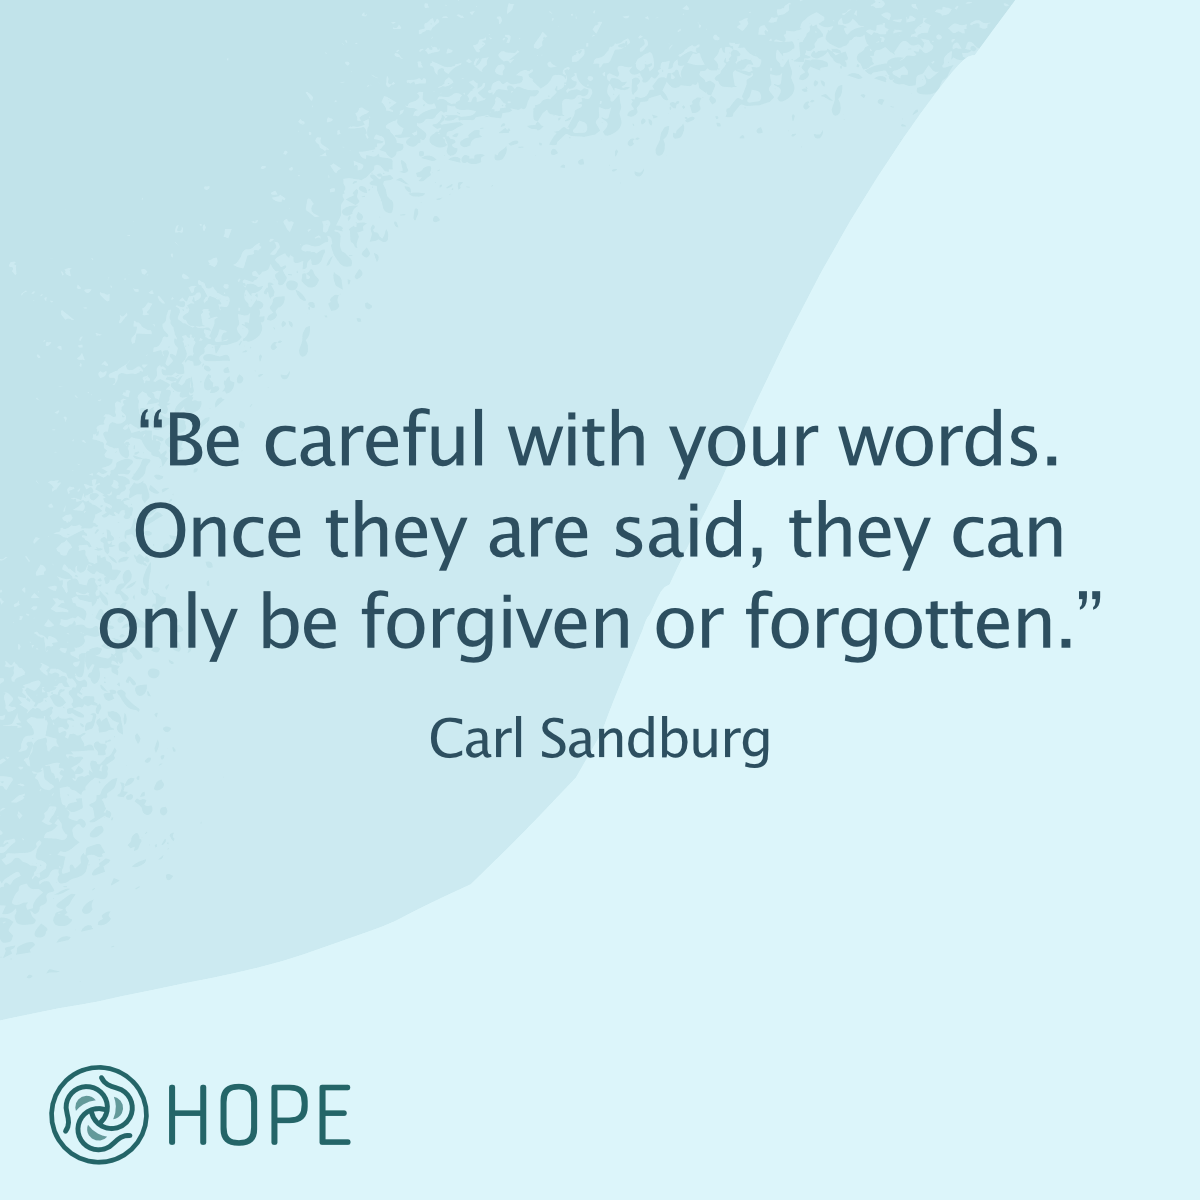 “Be careful with your words.
Once they are said, they can
only be forgiven or forgotten.”
Carl Sandburg
HOPE